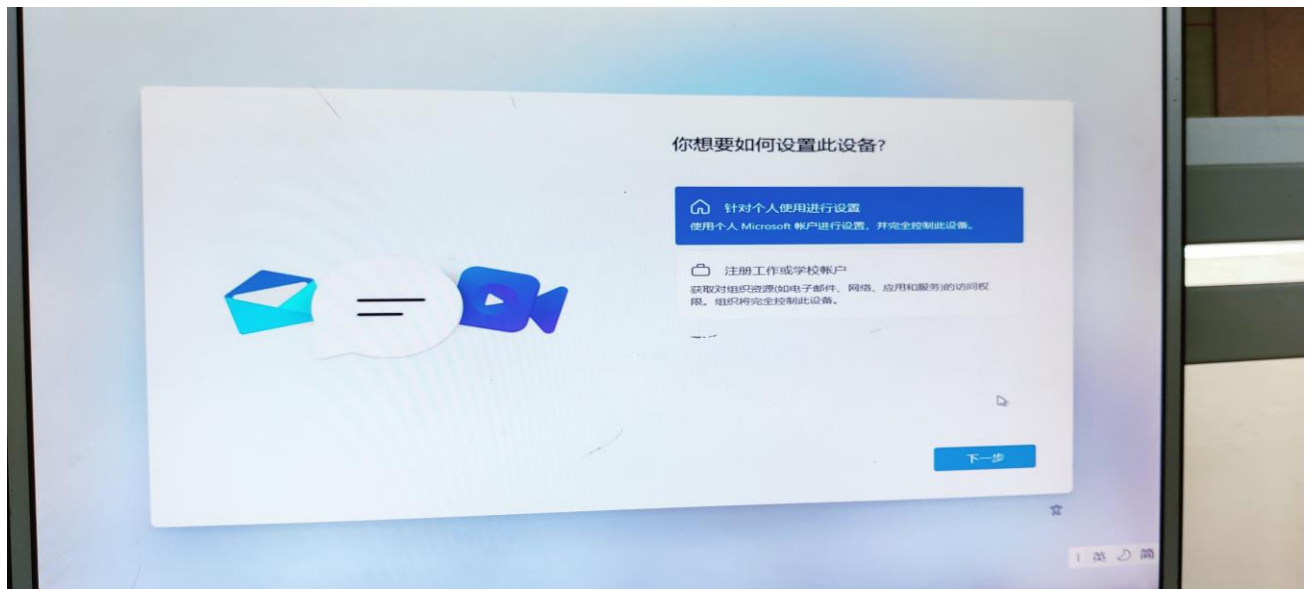 你想要如何设置此设备?
针对个人使用进行设置
使用个人 Microsoft 帐户进行设置，并完全控制此设备。
注册工作或学校帐户
获取对组织资源(如电子邮件、网络、应用和服务)的访问权
限。组织将完全控制此设备。
下一步
英 简